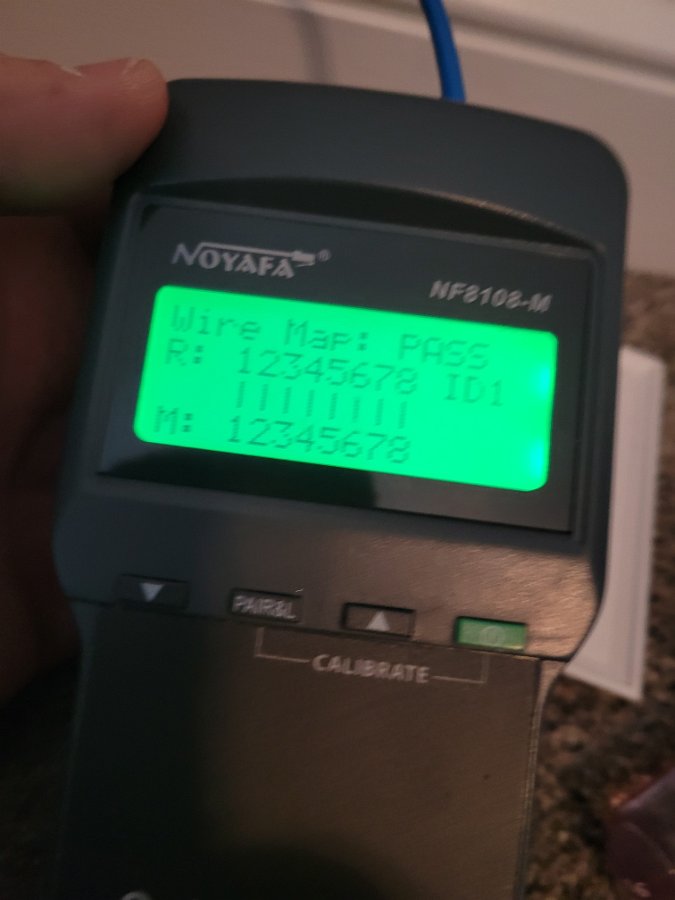 NOYAFA®
NF8108-M
Wire Map: PASS
R: 12345678 ID1
||||||||
M: 12345678
▼ PAIR&L ▲
CALIBRATE